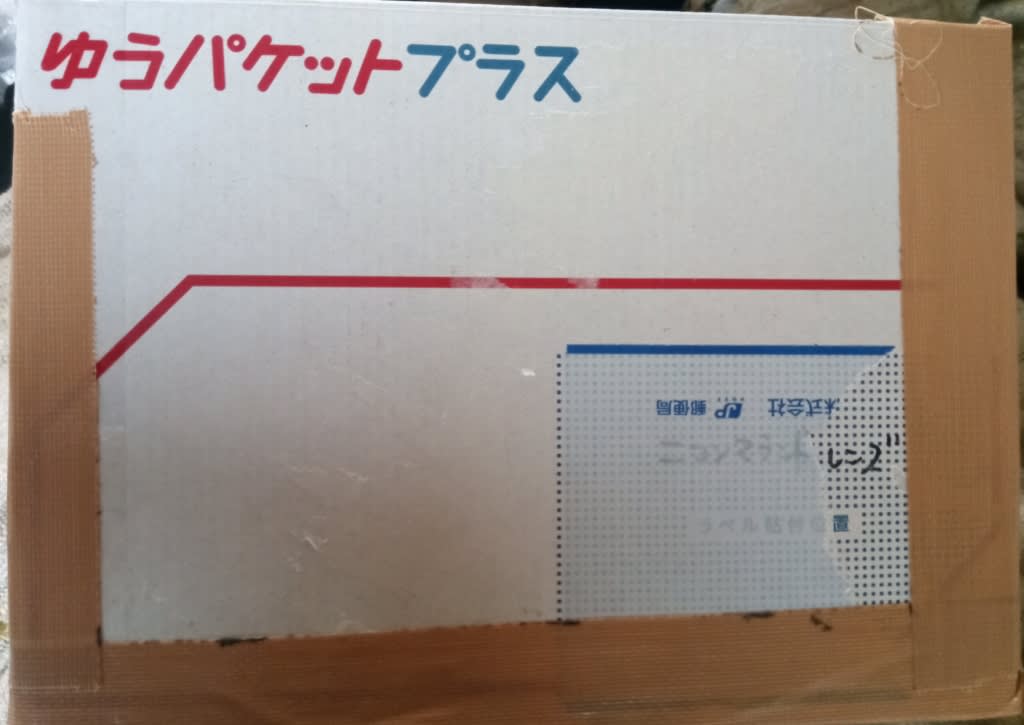 ゆうパケットプラス
株式会社 JP 郵便局
ラベル貼付位置